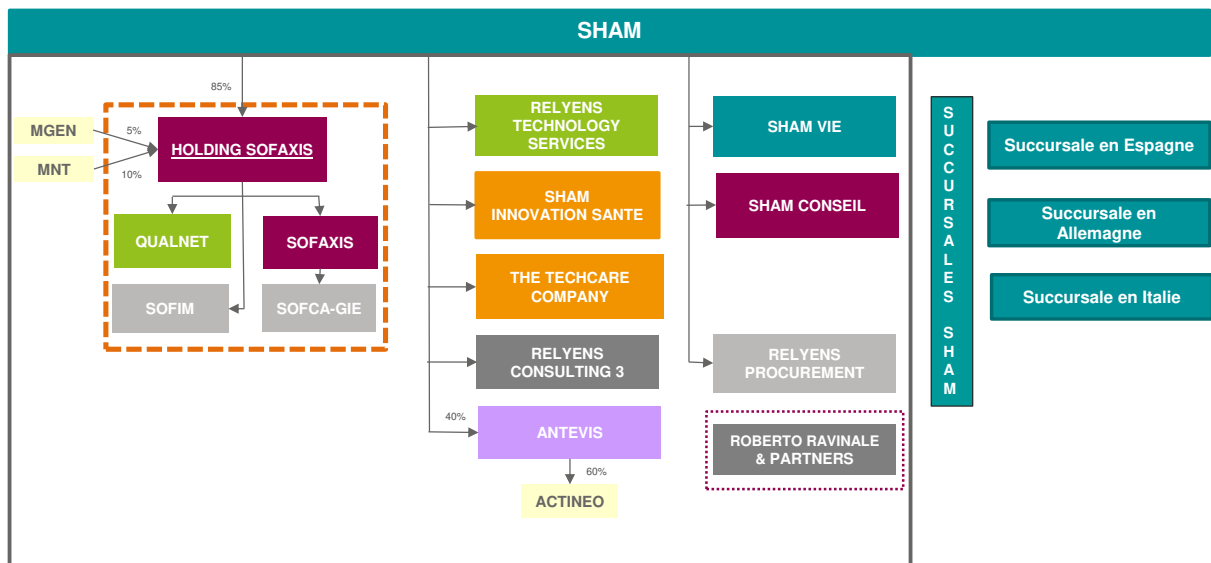 SHAM
85%
MGEN
5%
MNT
10%
HOLDING SOFAXIS
QUALNET
SOFAXIS
SOFIM
SOFCA-GIE
RELYENS
TECHNOLOGY
SERVICES
SHAM
INNOVATION SANTE
THE TECHCARE
COMPANY
RELYENS
CONSULTING 3
40%
ANTEVIS
60%
ACTINEO
SHAM VIE
SHAM CONSEIL
RELYENS
PROCUREMENT
ROBERTO RAVINALE
& PARTNERS
SUCCURSALES SHAM
Succursale en Espagne
Succursale en
Allemagne
Succursale en Italie